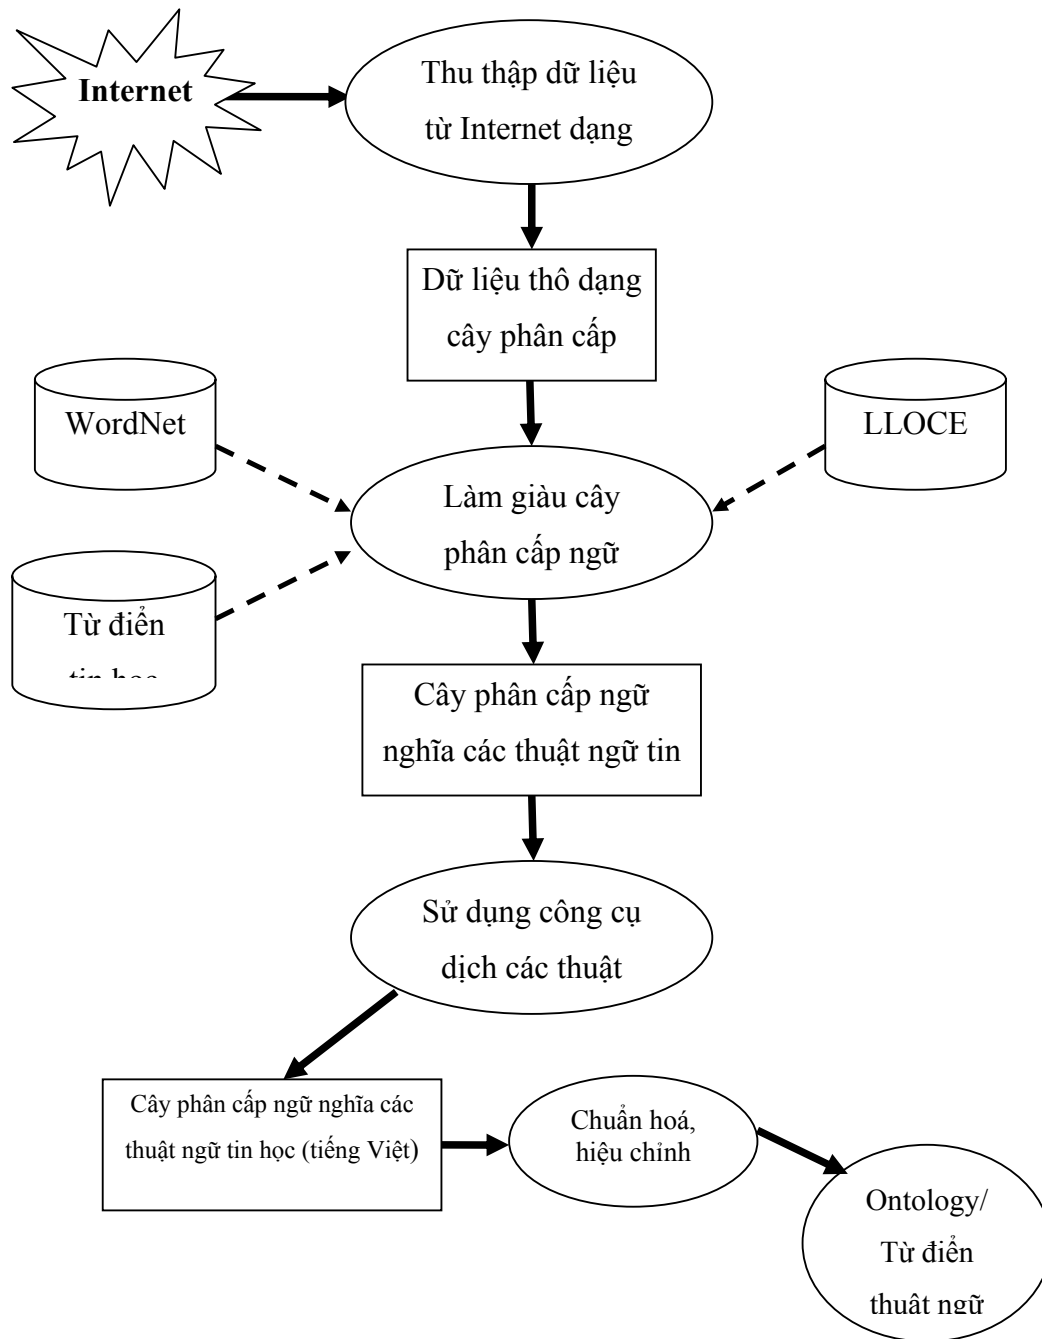 Internet
Thu thập dữ liệu
từ Internet dạng
Dữ liệu thô dạng
cây phân cấp
WordNet
LLOCE
Làm giàu cây
phân cấp ngữ
Từ điển
tin học
Cây phân cấp ngữ
nghĩa các thuật ngữ tin
Sử dụng công cụ
dịch các thuật
Cây phân cấp ngữ nghĩa các
thuật ngữ tin học (tiếng Việt)
Chuẩn hoá,
hiệu chỉnh
Ontology/
Từ điển
thuật ngữ